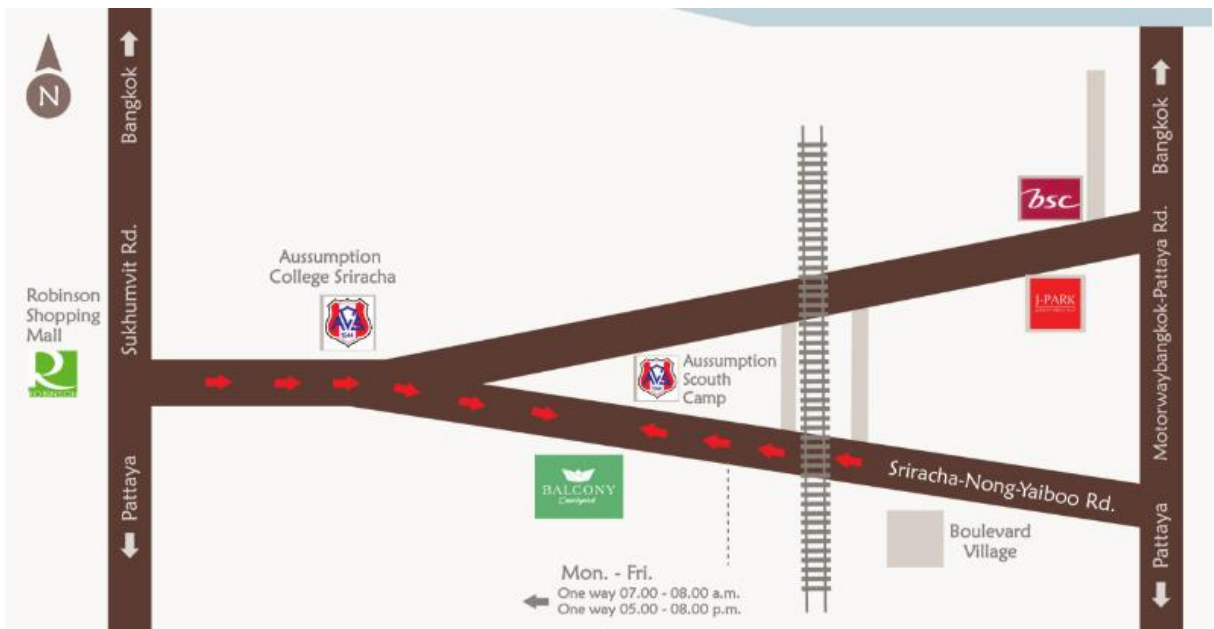 N
Bangkok
Sukhumvit Rd.
Pattaya
Robinson
Shopping
Mall
R
ROBINSON
Aussumption
College Sriracha
Aussumption
Scouth
Camp
BALCONY
Courtyard
Mon. - Fri.
One way 07.00 - 08.00 a.m.
One way 05.00 - 08.00 p.m.
bsc
J-PARK
Sriracha-Nong-Yaiboo Rd.
Boulevard
Village
Bangkok
Motorwaybangkok-Pattaya Rd.
Pattaya